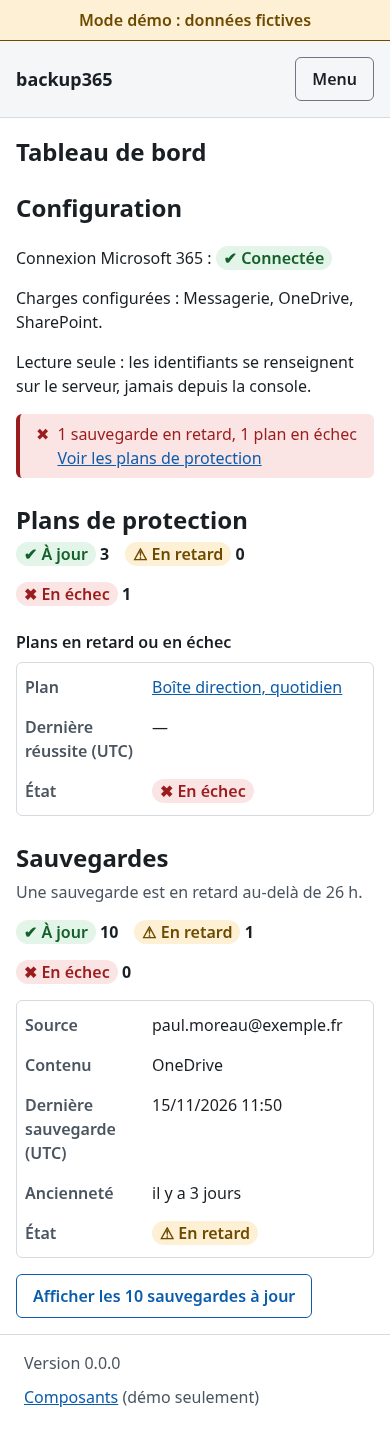 Mode démo : données fictives
backup365
Menu
Tableau de bord
Configuration
Connexion Microsoft 365 : ✔ Connectée
Charges configurées : Messagerie, OneDrive,
SharePoint.
Lecture seule : les identifiants se renseignent
sur le serveur, jamais depuis la console.
✖ 1 sauvegarde en retard, 1 plan en échec
Voir les plans de protection
Plans de protection
✔ À jour 3 ⚠ En retard 0
✖ En échec 1
Plans en retard ou en échec
Plan Boîte direction, quotidien
Dernière —
réussite (UTC)
État ✖ En échec
Sauvegardes
Une sauvegarde est en retard au-delà de 26 h.
✔ À jour 10 ⚠ En retard 1
✖ En échec 0
Source paul.moreau@exemple.fr
Contenu OneDrive
Dernière 15/11/2026 11:50
sauvegarde
(UTC)
Ancienneté il y a 3 jours
État ⚠ En retard
Afficher les 10 sauvegardes à jour
Version 0.0.0
Composants (démo seulement)